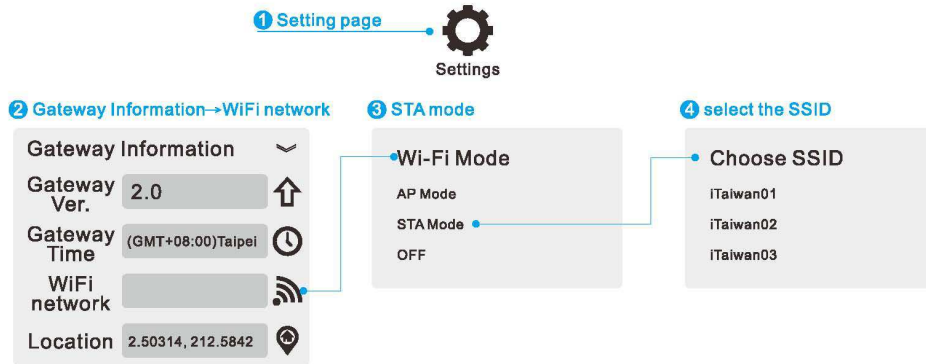 1 Setting page
Settings
2 Gateway Information→WiFi network
Gateway Information
Gateway Ver.
2.0
Gateway Time
(GMT+08:00)Taipei
WiFi network
Location
2.50314, 212.5842
3 STA mode
Wi-Fi Mode
AP Mode
STA Mode
OFF
4 select the SSID
Choose SSID
iTaiwan01
iTaiwan02
iTaiwan03